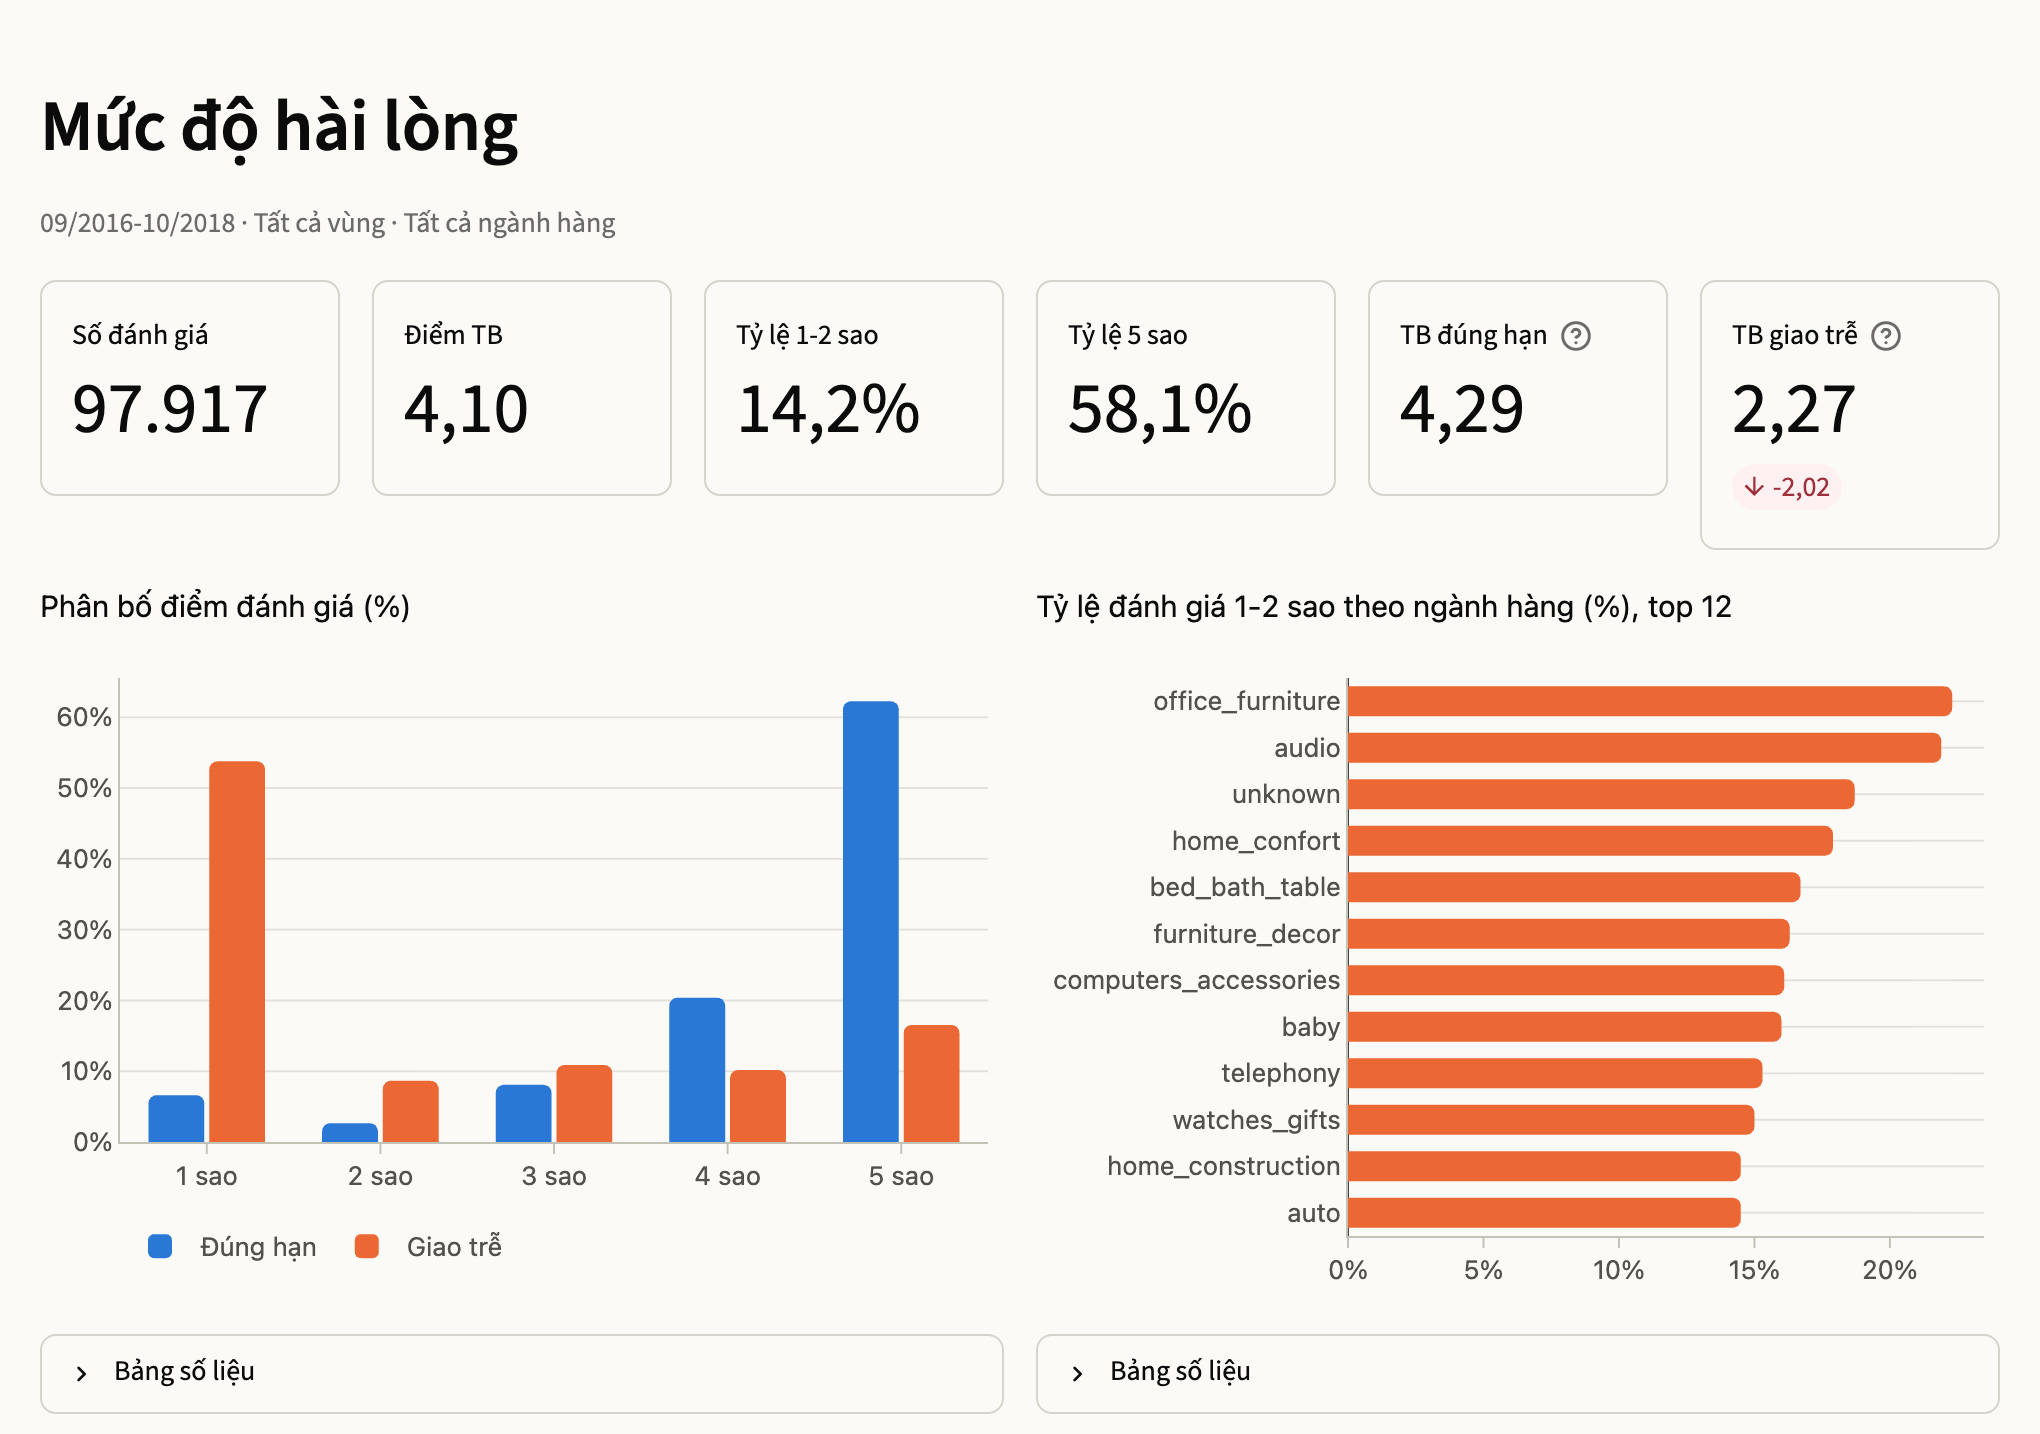 Mức độ hài lòng
09/2016-10/2018 · Tất cả vùng · Tất cả ngành hàng
Số đánh giá
97.917
Điểm TB
4,10
Tỷ lệ 1-2 sao
14,2%
Tỷ lệ 5 sao
58,1%
TB đúng hạn
4,29
TB giao trễ
2,27
↓ -2,02
Phân bố điểm đánh giá (%)
60%
50%
40%
30%
20%
10%
0%
1 sao
2 sao
3 sao
4 sao
5 sao
Đúng hạn
Giao trễ
Bảng số liệu
Tỷ lệ đánh giá 1-2 sao theo ngành hàng (%), top 12
office_furniture
audio
unknown
home_confort
bed_bath_table
furniture_decor
computers_accessories
baby
telephony
watches_gifts
home_construction
auto
0%
5%
10%
15%
20%
Bảng số liệu